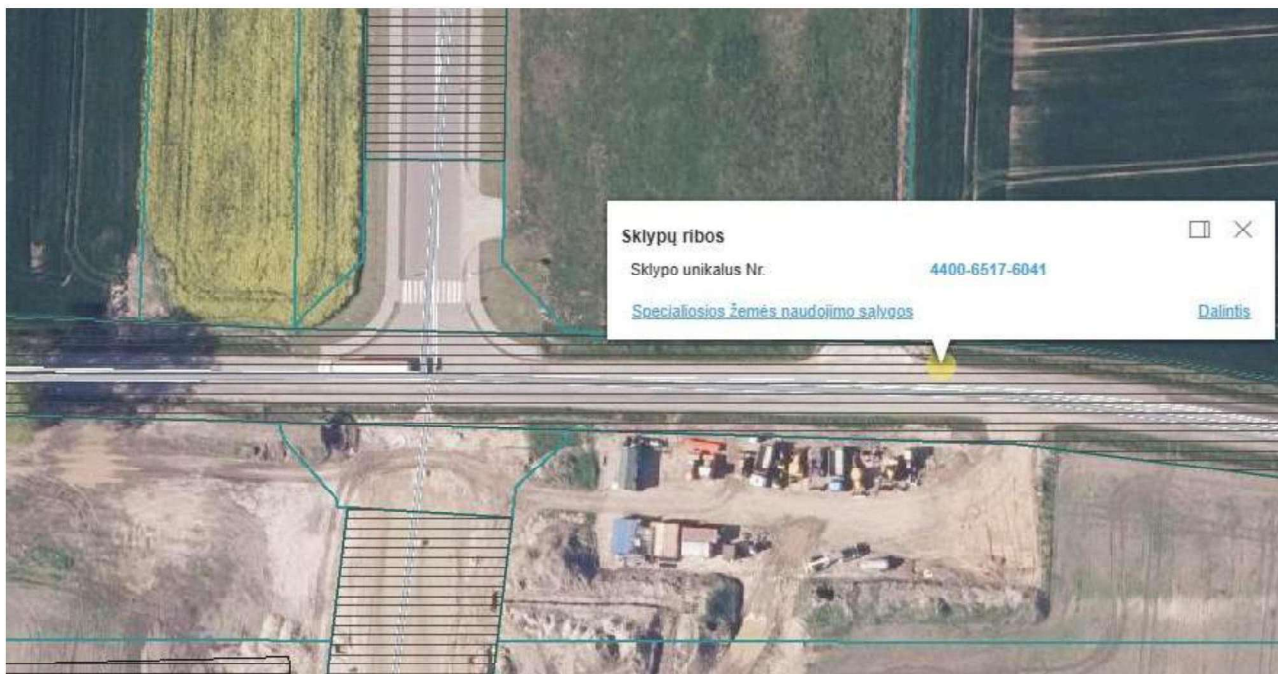 Sklypų ribos
Sklypo unikalus Nr. 4400-6517-6041
Specialiosios žemės naudojimo sąlygos Dalintis